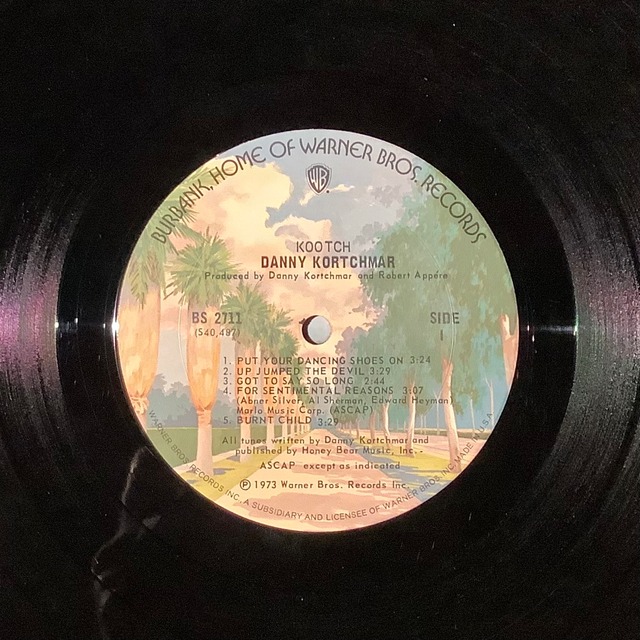 BURBANK, HOME OF WARNER BROS. RECORDS
WB
KOOTCH
DANNY KORTCHMAR
Produced by Danny Kortchmar and Robert Appére
BS 2711
(S40,487)
SIDE
1
1. PUT YOUR DANCING SHOES ON 3:24
2. UP JUMPED THE DEVIL 3:29
3. GOT TO SAY SO LONG 2:44
4. FOR SENTIMENTAL REASONS 3:07
(Abner Silver, Al Sherman, Edward Heyman)
Marlo Music Corp. (ASCAP)
5. BURNT CHILD 3:29
All tunes written by Danny Kortchmar and
published by Honey Bear Music, Inc. -
ASCAP except as indicated
℗ 1973 Warner Bros. Records Inc.
WARNER BROS. RECORDS INC., A SUBSIDIARY AND LICENSEE OF WARNER BROS. INC. MADE IN U.S.A.